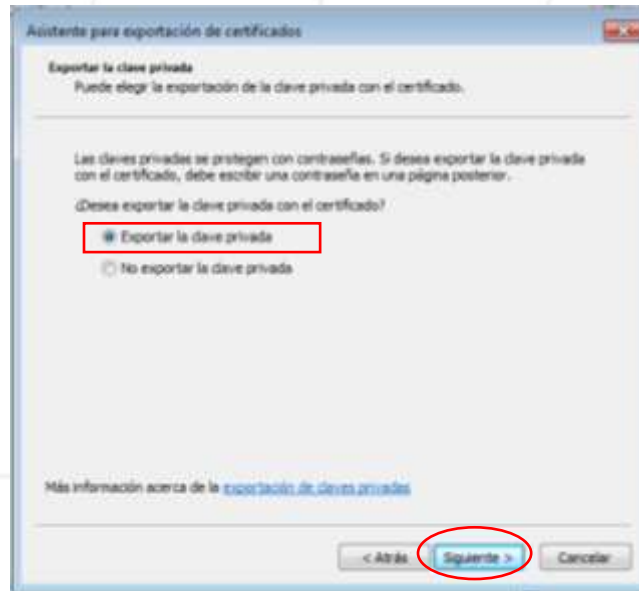 Asistente para exportación de certificados
Exportar la clave privada
Puede elegir la exportación de la clave privada con el certificado.
Las claves privadas se protegen con contraseñas. Si desea exportar la clave privada
con el certificado, debe escribir una contraseña en una página posterior.
¿Desea exportar la clave privada con el certificado?
Exportar la clave privada
No exportar la clave privada
Más información acerca de la exportación de claves privadas
< Atrás
Siguiente >
Cancelar